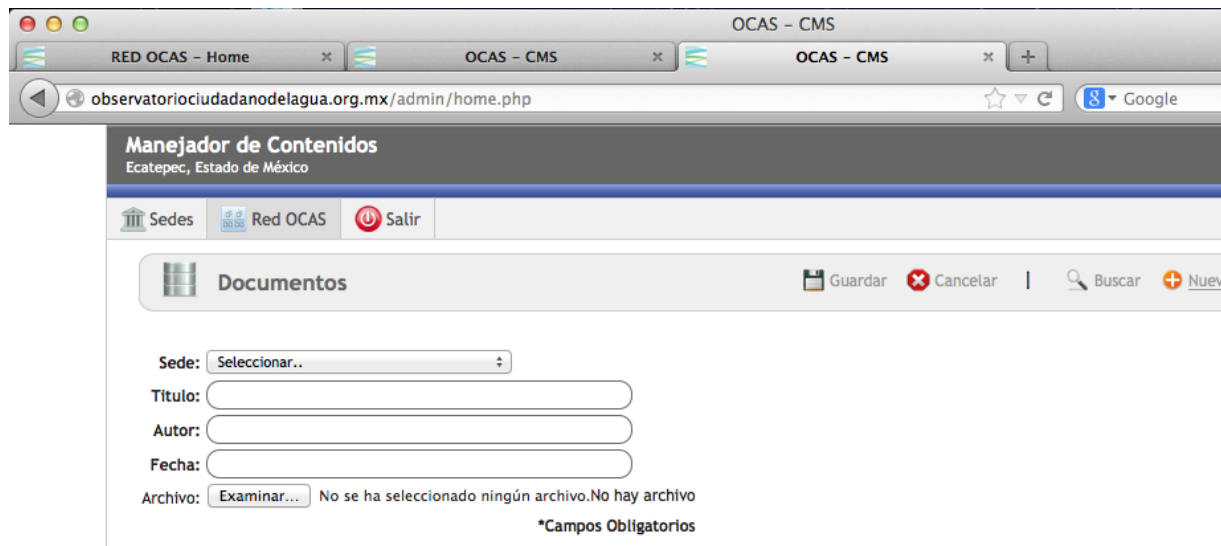 OCAS – CMS
RED OCAS – Home
OCAS – CMS
OCAS – CMS
observatoriociudadanodelagua.org.mx/admin/home.php
Google
Manejador de Contenidos
Ecatepec, Estado de México
Sedes Red OCAS Salir
Documentos Guardar Cancelar | Buscar Nuev
Sede: Seleccionar..
Titulo:
Autor:
Fecha:
Archivo: Examinar... No se ha seleccionado ningún archivo.No hay archivo
*Campos Obligatorios